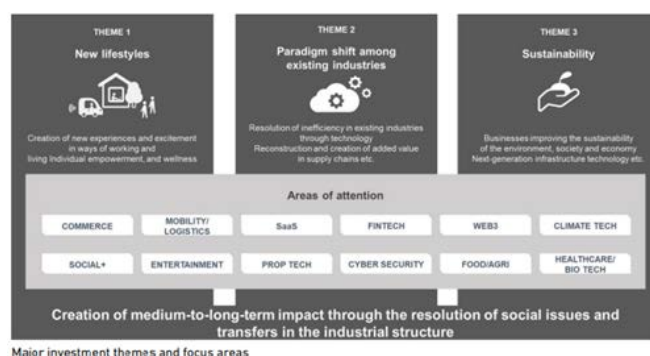 THEME 1
New lifestyles
Creation of new experiences and excitement
in ways of working and
living Individual empowerment, and wellness
THEME 2
Paradigm shift among
existing industries
Resolution of inefficiency in existing industries
through technology
Reconstruction and creation of added value
in supply chains etc.
THEME 3
Sustainability
Businesses improving the sustainability
of the environment, society and economy
Next-generation infrastructure technology etc.
Areas of attention
COMMERCE
MOBILITY/
LOGISTICS
SaaS
FINTECH
WEB3
CLIMATE TECH
SOCIAL+
ENTERTAINMENT
PROP TECH
CYBER SECURITY
FOOD/AGRI
HEALTHCARE/
BIO TECH
Creation of medium-to-long-term impact through the resolution of social issues and
transfers in the industrial structure
Major investment themes and focus areas